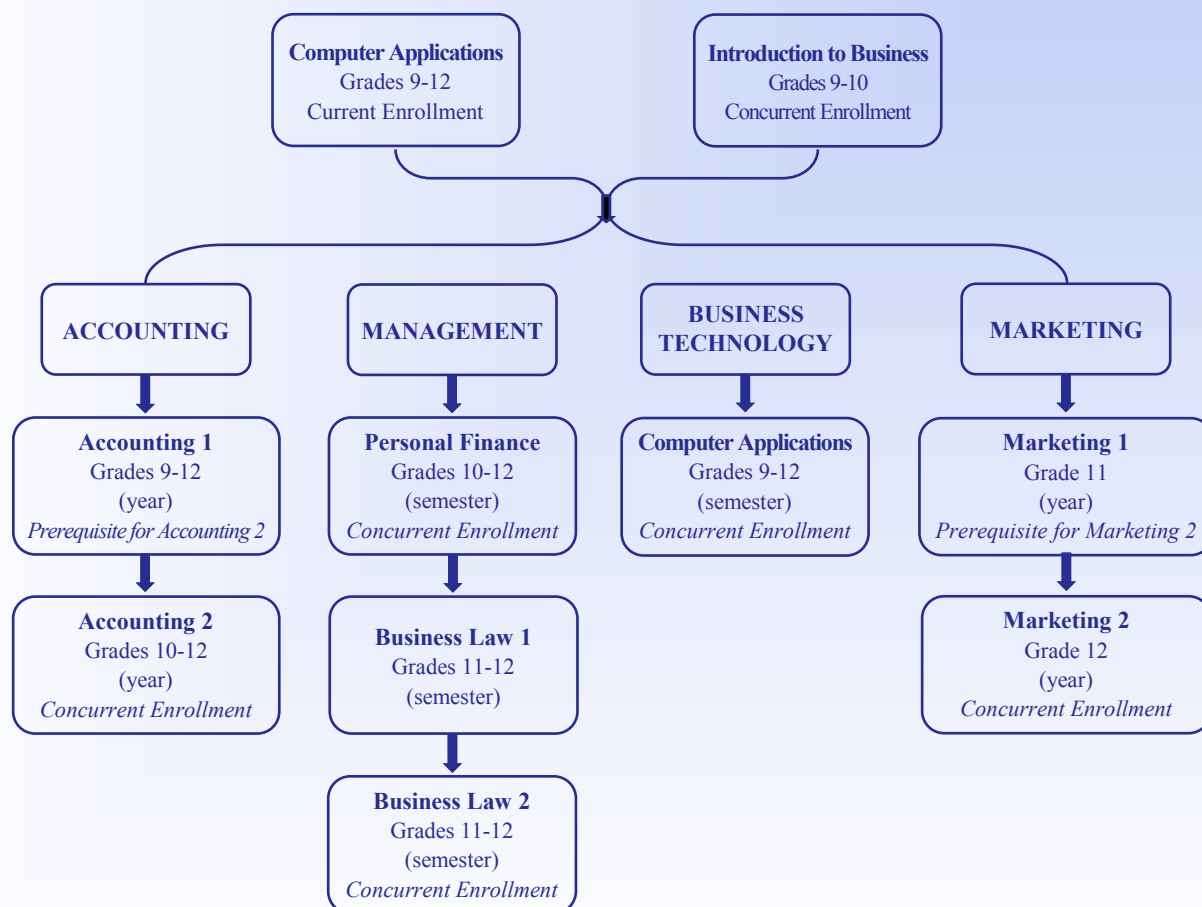 Computer Applications
Grades 9-12
Current Enrollment
Introduction to Business
Grades 9-10
Concurrent Enrollment
ACCOUNTING
MANAGEMENT
BUSINESS
TECHNOLOGY
MARKETING
Accounting 1
Grades 9-12
(year)
Prerequisite for Accounting 2
Personal Finance
Grades 10-12
(semester)
Concurrent Enrollment
Computer Applications
Grades 9-12
(semester)
Concurrent Enrollment
Marketing 1
Grade 11
(year)
Prerequisite for Marketing 2
Accounting 2
Grades 10-12
(year)
Concurrent Enrollment
Business Law 1
Grades 11-12
(semester)
Marketing 2
Grade 12
(year)
Concurrent Enrollment
Business Law 2
Grades 11-12
(semester)
Concurrent Enrollment